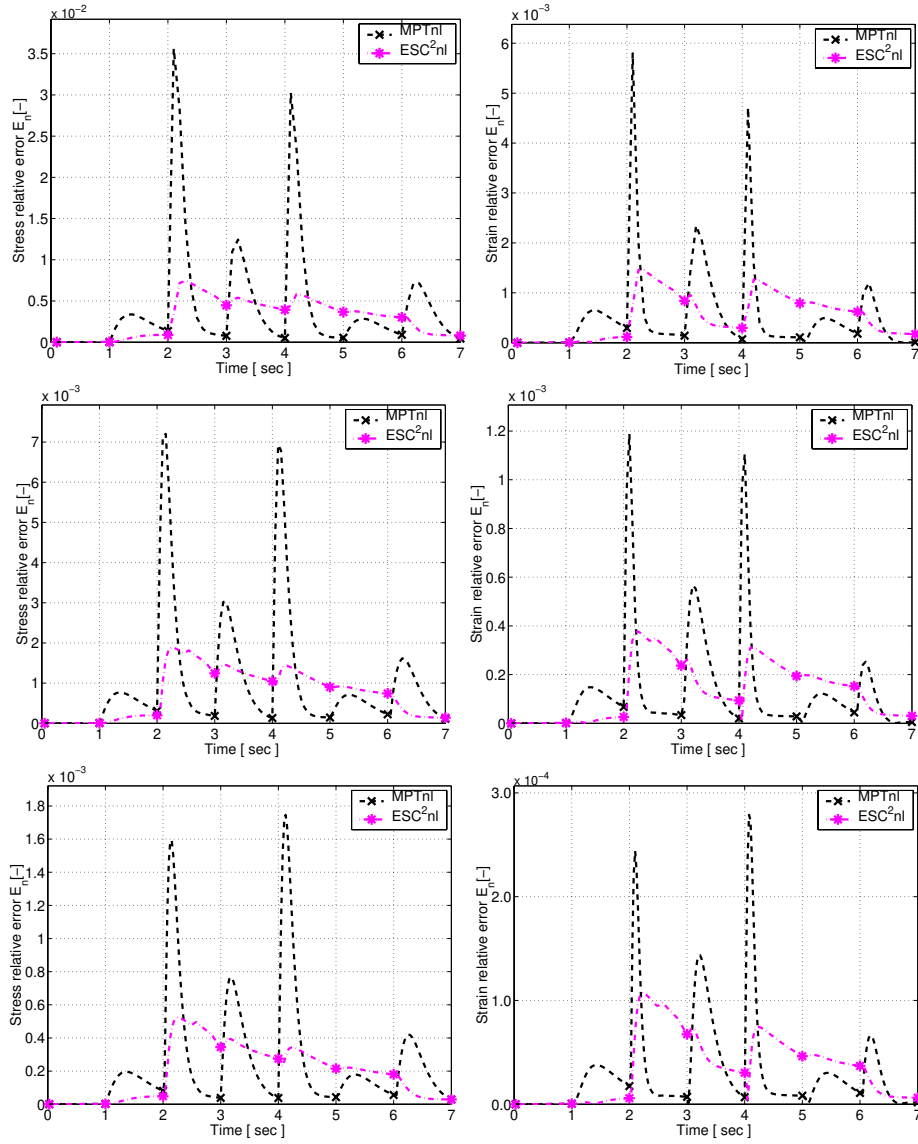 x 10⁻²
MPTnl
ESC²nl
3.5
3
2.5
2
1.5
1
0.5
0
Stress relative error Eₙ[−]
0 1 2 3 4 5 6 7
Time [ sec ]
x 10⁻³
MPTnl
ESC²nl
6
5
4
3
2
1
0
Strain relative error Eₙ[−]
0 1 2 3 4 5 6 7
Time [ sec ]
x 10⁻³
MPTnl
ESC²nl
7
6
5
4
3
2
1
0
Stress relative error Eₙ[−]
0 1 2 3 4 5 6 7
Time [ sec ]
x 10⁻³
MPTnl
ESC²nl
1.2
1
0.8
0.6
0.4
0.2
0
Strain relative error Eₙ[−]
0 1 2 3 4 5 6 7
Time [ sec ]
x 10⁻³
MPTnl
ESC²nl
1.8
1.6
1.4
1.2
1
0.8
0.6
0.4
0.2
0
Stress relative error Eₙ[−]
0 1 2 3 4 5 6 7
Time [ sec ]
x 10⁻⁴
MPTnl
ESC²nl
3.0
2.0
1.0
0.0
Strain relative error Eₙ[−]
0 1 2 3 4 5 6 7
Time [ sec ]